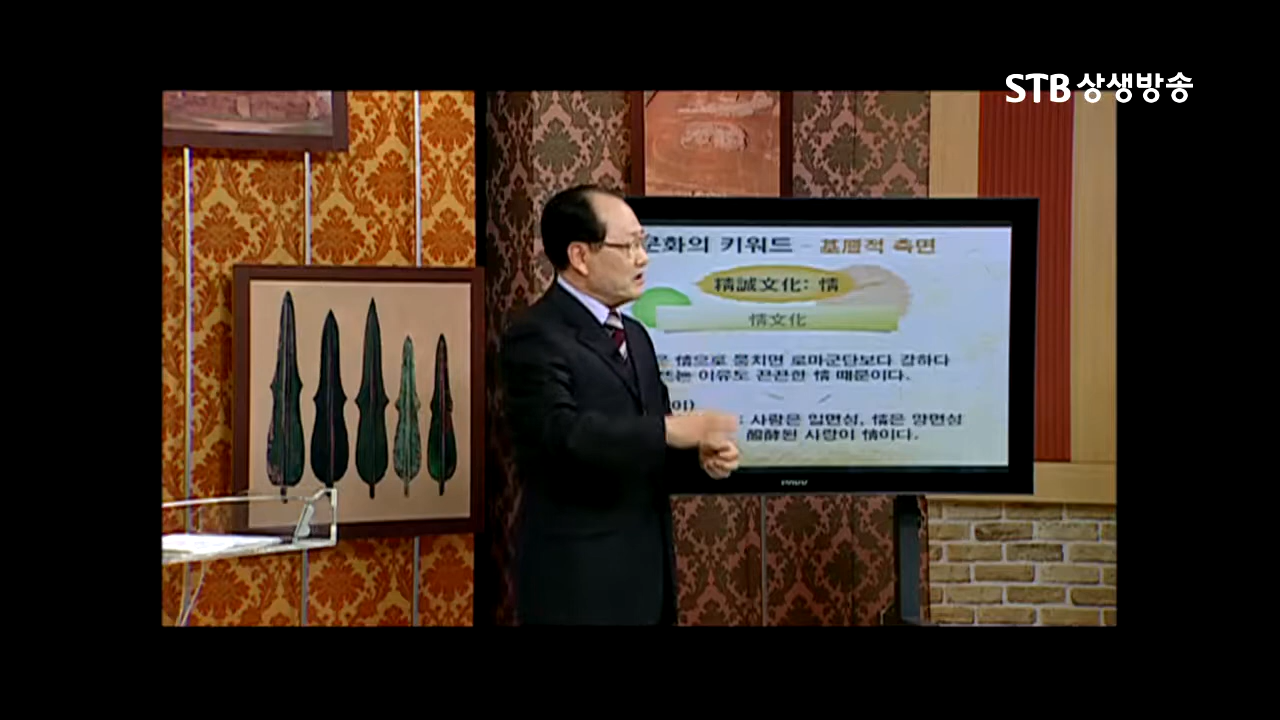 STB 상생방송
문화의 키워드 - 基層적 측면
精誠文化: 情
情文化
은 情으로 뭉치면 로마군단보다 강하다
뜨는 이유도 끈끈한 情 때문이다.
이)
: 사랑은 일면성, 情은 양면성
醱酵된 사랑이 情이다.